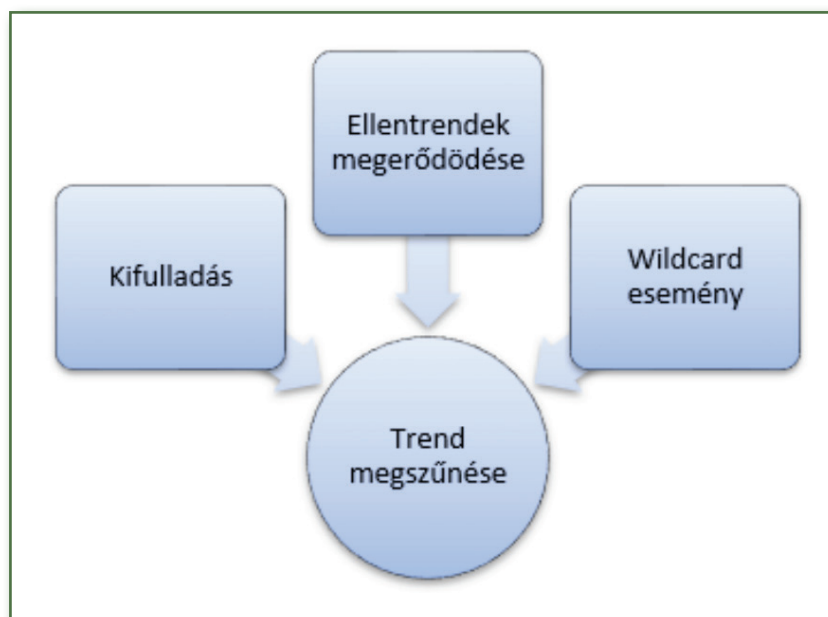 Ellentrendek
megerődödése
Kifulladás
Wildcard
esemény
Trend
megszűnése